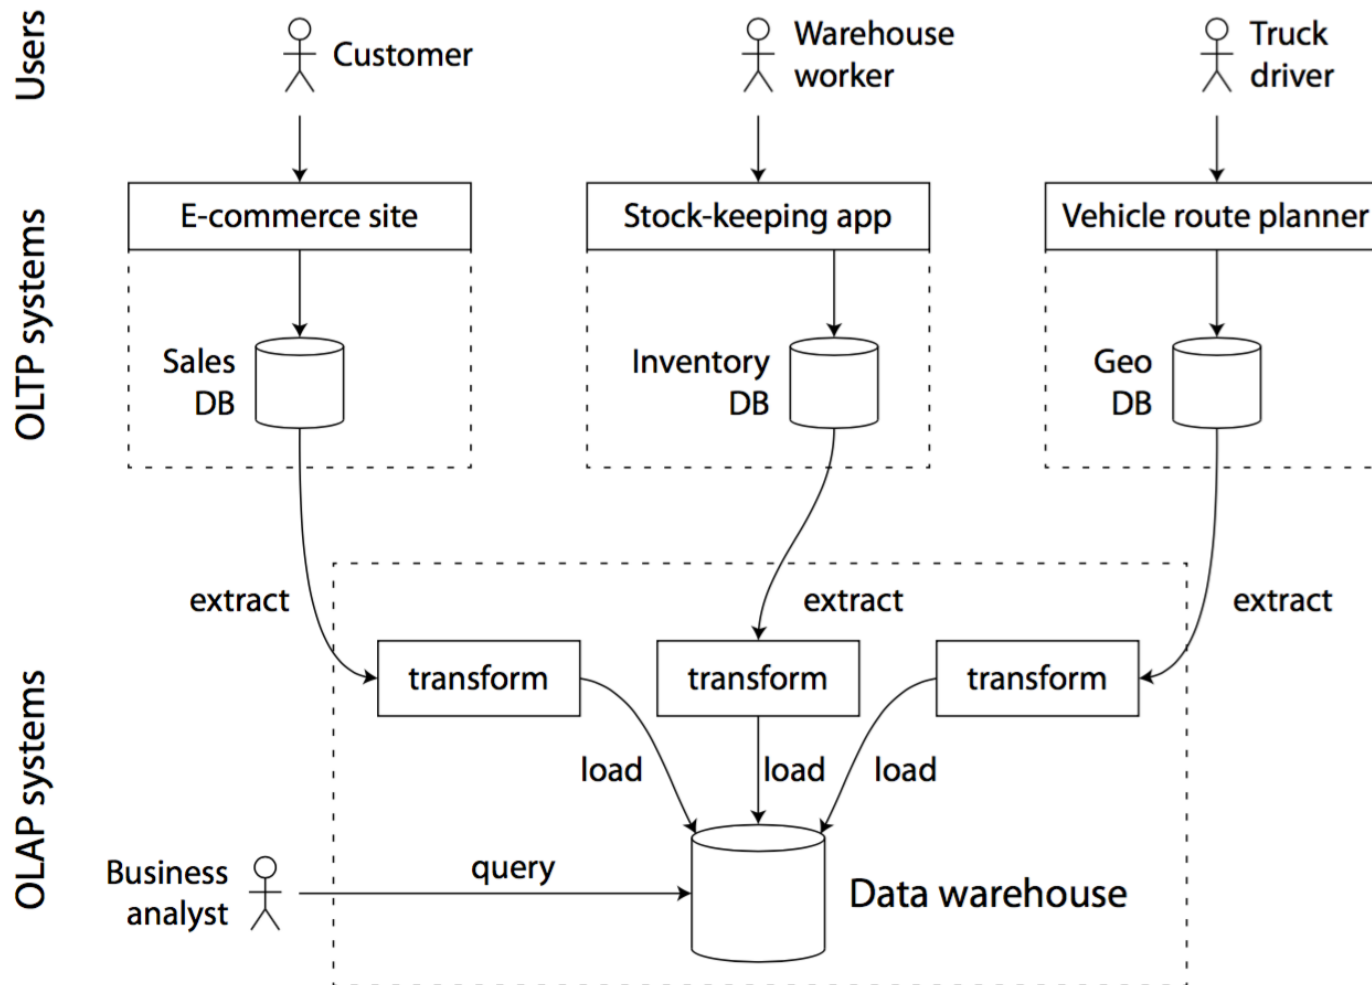 Users
Customer
Warehouse
worker
Truck
driver
OLTP systems
E-commerce site
Stock-keeping app
Vehicle route planner
Sales
DB
Inventory
DB
Geo
DB
extract
extract
extract
OLAP systems
transform
transform
transform
load
load
load
Business
analyst
query
Data warehouse